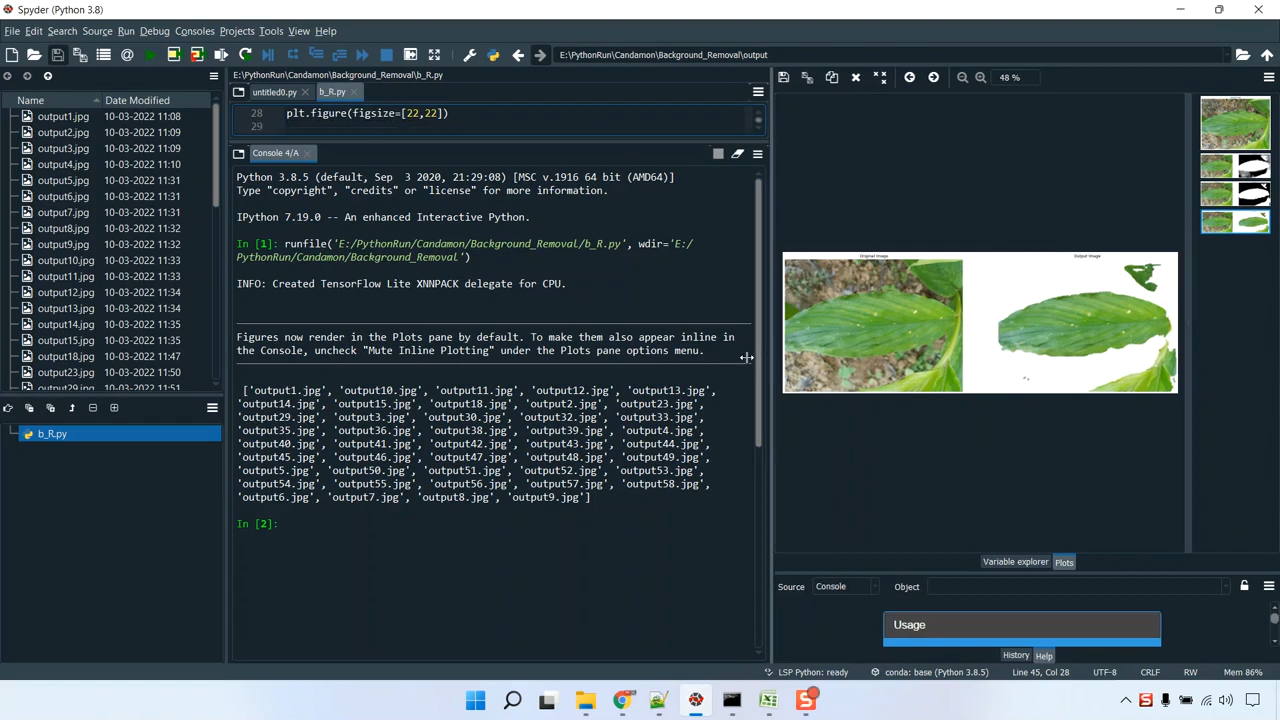 Spyder (Python 3.8)
File Edit Search Source Run Debug Consoles Projects Tools View Help
E:\PythonRun\Candamon\Background_Removal\output
E:\PythonRun\Candamon\Background_Removal\b_R.py
48 %
Name Date Modified
output1.jpg 10-03-2022 11:08
output2.jpg 10-03-2022 11:09
output3.jpg 10-03-2022 11:09
output4.jpg 10-03-2022 11:10
output5.jpg 10-03-2022 11:31
output6.jpg 10-03-2022 11:31
output7.jpg 10-03-2022 11:31
output8.jpg 10-03-2022 11:32
output9.jpg 10-03-2022 11:32
output10.jpg 10-03-2022 11:33
output11.jpg 10-03-2022 11:33
output12.jpg 10-03-2022 11:34
output13.jpg 10-03-2022 11:34
output14.jpg 10-03-2022 11:35
output15.jpg 10-03-2022 11:35
output18.jpg 10-03-2022 11:47
output23.jpg 10-03-2022 11:50
output29.jpg 10-03-2022 11:51
b_R.py
untitled0.py b_R.py
28 plt.figure(figsize=[22,22])
29
Console 4/A
Python 3.8.5 (default, Sep  3 2020, 21:29:08) [MSC v.1916 64 bit (AMD64)]
Type "copyright", "credits" or "license" for more information.
IPython 7.19.0 -- An enhanced Interactive Python.
In [1]: runfile('E:/PythonRun/Candamon/Background_Removal/b_R.py', wdir='E:/
PythonRun/Candamon/Background_Removal')
INFO: Created TensorFlow Lite XNNPACK delegate for CPU.
Figures now render in the Plots pane by default. To make them also appear inline in
the Console, uncheck "Mute Inline Plotting" under the Plots pane options menu.
['output1.jpg', 'output10.jpg', 'output11.jpg', 'output12.jpg', 'output13.jpg',
'output14.jpg', 'output15.jpg', 'output18.jpg', 'output2.jpg', 'output23.jpg',
'output29.jpg', 'output3.jpg', 'output30.jpg', 'output32.jpg', 'output33.jpg',
'output35.jpg', 'output36.jpg', 'output38.jpg', 'output39.jpg', 'output4.jpg',
'output40.jpg', 'output41.jpg', 'output42.jpg', 'output43.jpg', 'output44.jpg',
'output45.jpg', 'output46.jpg', 'output47.jpg', 'output48.jpg', 'output49.jpg',
'output5.jpg', 'output50.jpg', 'output51.jpg', 'output52.jpg', 'output53.jpg',
'output54.jpg', 'output55.jpg', 'output56.jpg', 'output57.jpg', 'output58.jpg',
'output6.jpg', 'output7.jpg', 'output8.jpg', 'output9.jpg']
In [2]:
Original Image Output Image
Variable explorer Plots
Source Console Object
Usage
History Help
LSP Python: ready conda: base (Python 3.8.5) Line 45, Col 28 UTF-8 CRLF RW Mem 86%